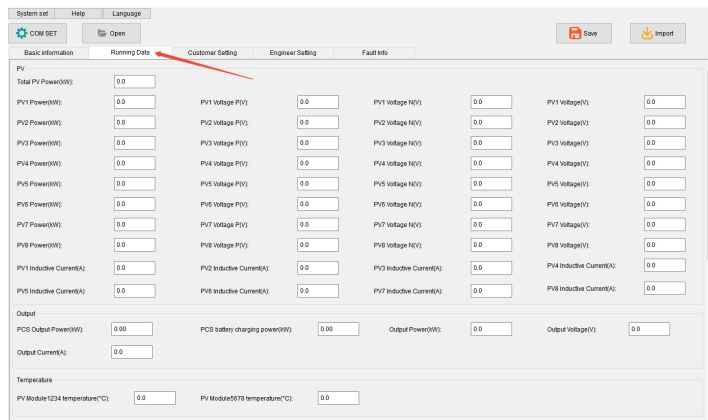 System set Help Language
COM SET Open Save Import
Basic information Running Data Customer Setting Engineer Setting Fault Info
PV
Total PV Power(kW): 0.0
PV1 Power(kW): 0.0 PV1 Voltage P(V): 0.0 PV1 Voltage N(V): 0.0 PV1 Voltage(V): 0.0
PV2 Power(kW): 0.0 PV2 Voltage P(V): 0.0 PV2 Voltage N(V): 0.0 PV2 Voltage(V): 0.0
PV3 Power(kW): 0.0 PV3 Voltage P(V): 0.0 PV3 Voltage N(V): 0.0 PV3 Voltage(V): 0.0
PV4 Power(kW): 0.0 PV4 Voltage P(V): 0.0 PV4 Voltage N(V): 0.0 PV4 Voltage(V): 0.0
PV5 Power(kW): 0.0 PV5 Voltage P(V): 0.0 PV5 Voltage N(V): 0.0 PV5 Voltage(V): 0.0
PV6 Power(kW): 0.0 PV6 Voltage P(V): 0.0 PV6 Voltage N(V): 0.0 PV6 Voltage(V): 0.0
PV7 Power(kW): 0.0 PV7 Voltage P(V): 0.0 PV7 Voltage N(V): 0.0 PV7 Voltage(V): 0.0
PV8 Power(kW): 0.0 PV8 Voltage P(V): 0.0 PV8 Voltage N(V): 0.0 PV8 Voltage(V): 0.0
PV1 Inductive Current(A): 0.0 PV2 Inductive Current(A): 0.0 PV3 Inductive Current(A): 0.0 PV4 Inductive Current(A): 0.0
PV5 Inductive Current(A): 0.0 PV6 Inductive Current(A): 0.0 PV7 Inductive Current(A): 0.0 PV8 Inductive Current(A): 0.0
Output
PCS Output Power(kW): 0.00 PCS battery charging power(kW): 0.00 Output Power(kW): 0.0 Output Voltage(V): 0.0
Output Current(A): 0.0
Temperature
PV Module1234 temperature(°C): 0.0 PV Module5678 temperature(°C): 0.0